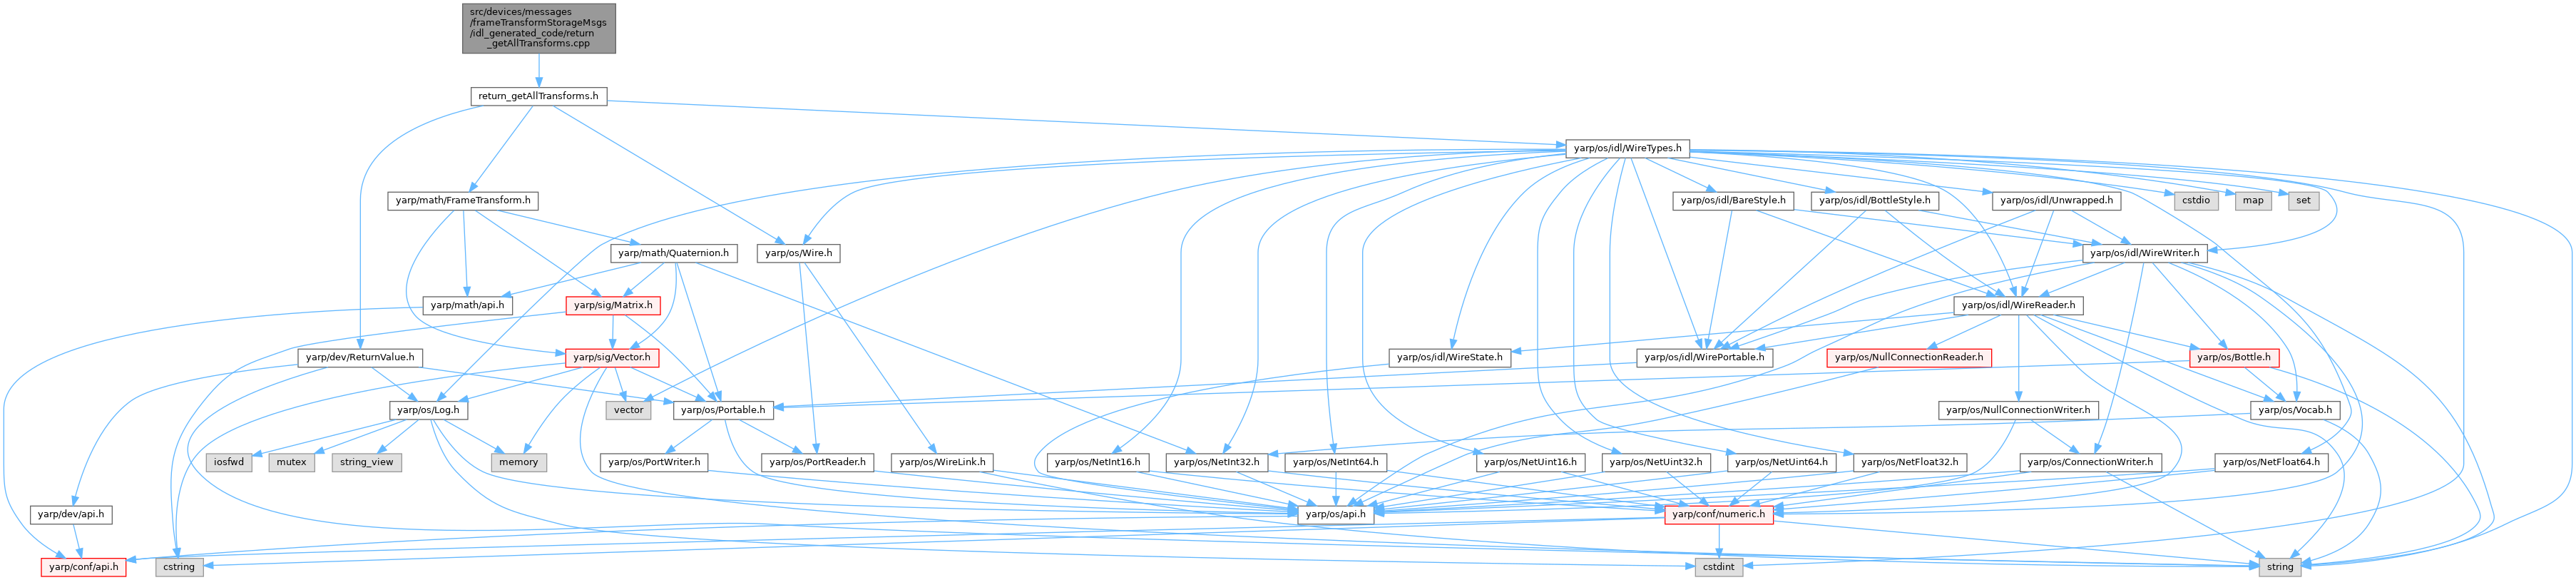 src/devices/messages
/frameTransformStorageMsgs
/idl_generated_code/return
_getAllTransforms.cpp
return_getAllTransforms.h
yarp/os/idl/WireTypes.h
yarp/math/FrameTransform.h
yarp/os/idl/BareStyle.h
yarp/os/idl/BottleStyle.h
yarp/os/idl/Unwrapped.h
cstdio
map
set
yarp/math/Quaternion.h
yarp/os/Wire.h
yarp/os/idl/WireWriter.h
yarp/math/api.h
yarp/sig/Matrix.h
yarp/os/idl/WireReader.h
yarp/dev/ReturnValue.h
yarp/sig/Vector.h
yarp/os/idl/WireState.h
yarp/os/idl/WirePortable.h
yarp/os/NullConnectionReader.h
yarp/os/Bottle.h
yarp/os/Log.h
vector
yarp/os/Portable.h
yarp/os/NullConnectionWriter.h
yarp/os/Vocab.h
iosfwd
mutex
string_view
memory
yarp/os/PortWriter.h
yarp/os/PortReader.h
yarp/os/WireLink.h
yarp/os/NetInt16.h
yarp/os/NetInt32.h
yarp/os/NetInt64.h
yarp/os/NetUint16.h
yarp/os/NetUint32.h
yarp/os/NetUint64.h
yarp/os/NetFloat32.h
yarp/os/ConnectionWriter.h
yarp/os/NetFloat64.h
yarp/dev/api.h
yarp/os/api.h
yarp/conf/numeric.h
yarp/conf/api.h
cstring
cstdint
string